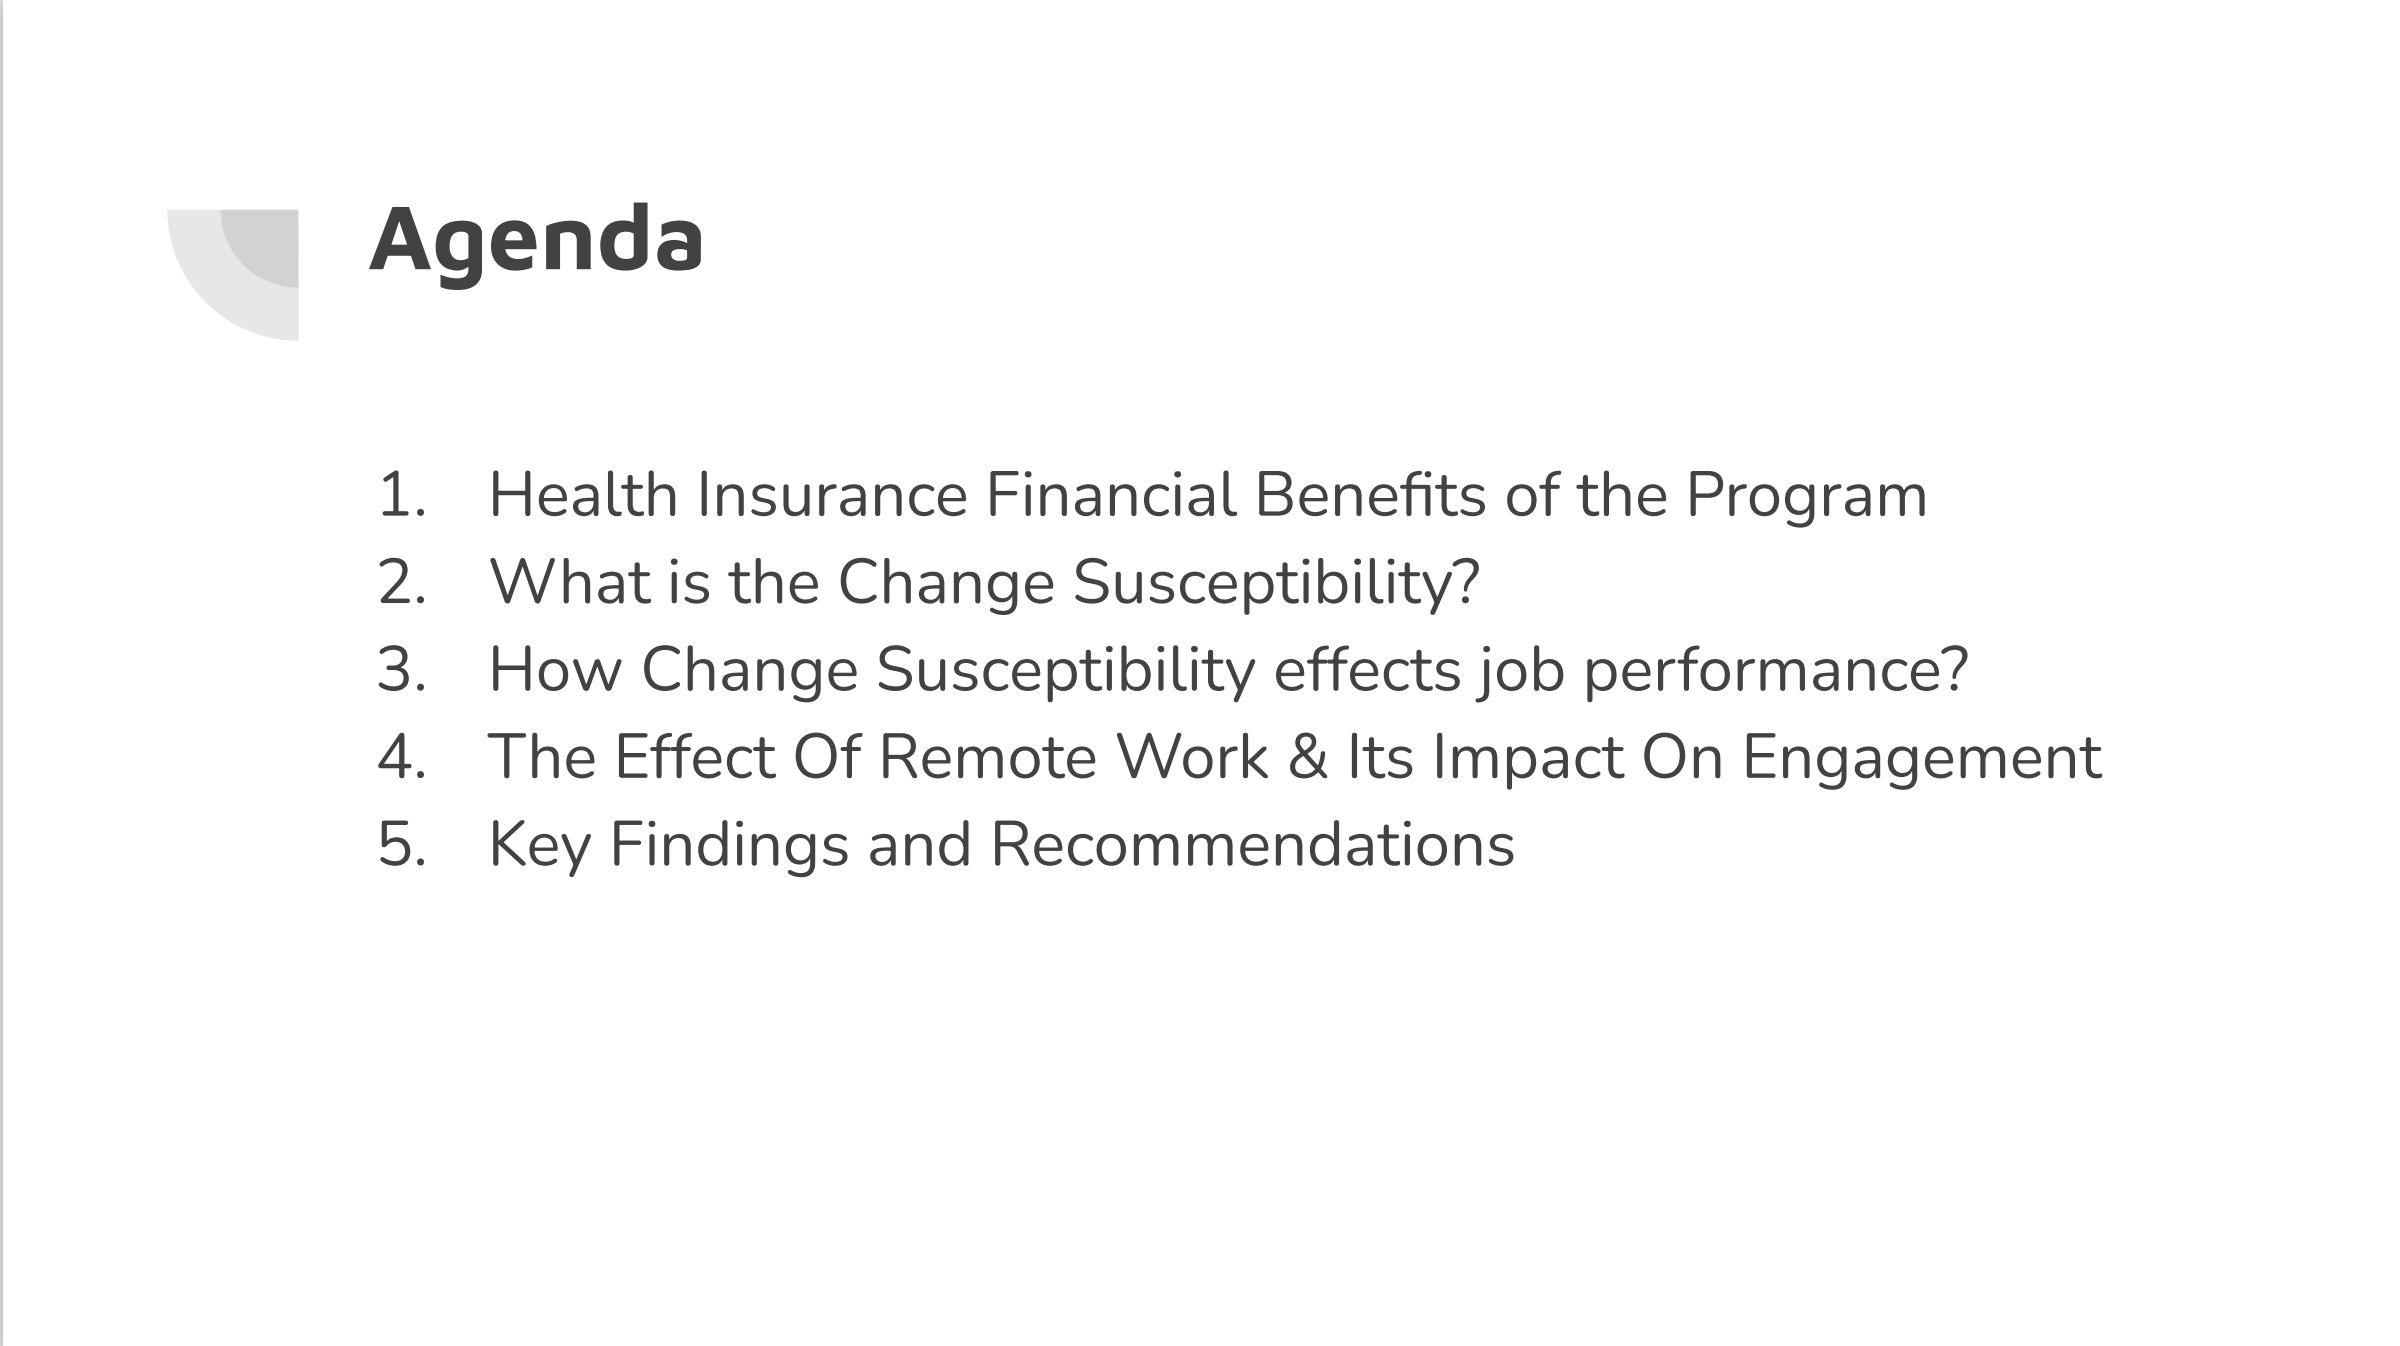 Agenda
1. Health Insurance Financial Benefits of the Program
2. What is the Change Susceptibility?
3. How Change Susceptibility effects job performance?
4. The Effect Of Remote Work & Its Impact On Engagement
5. Key Findings and Recommendations